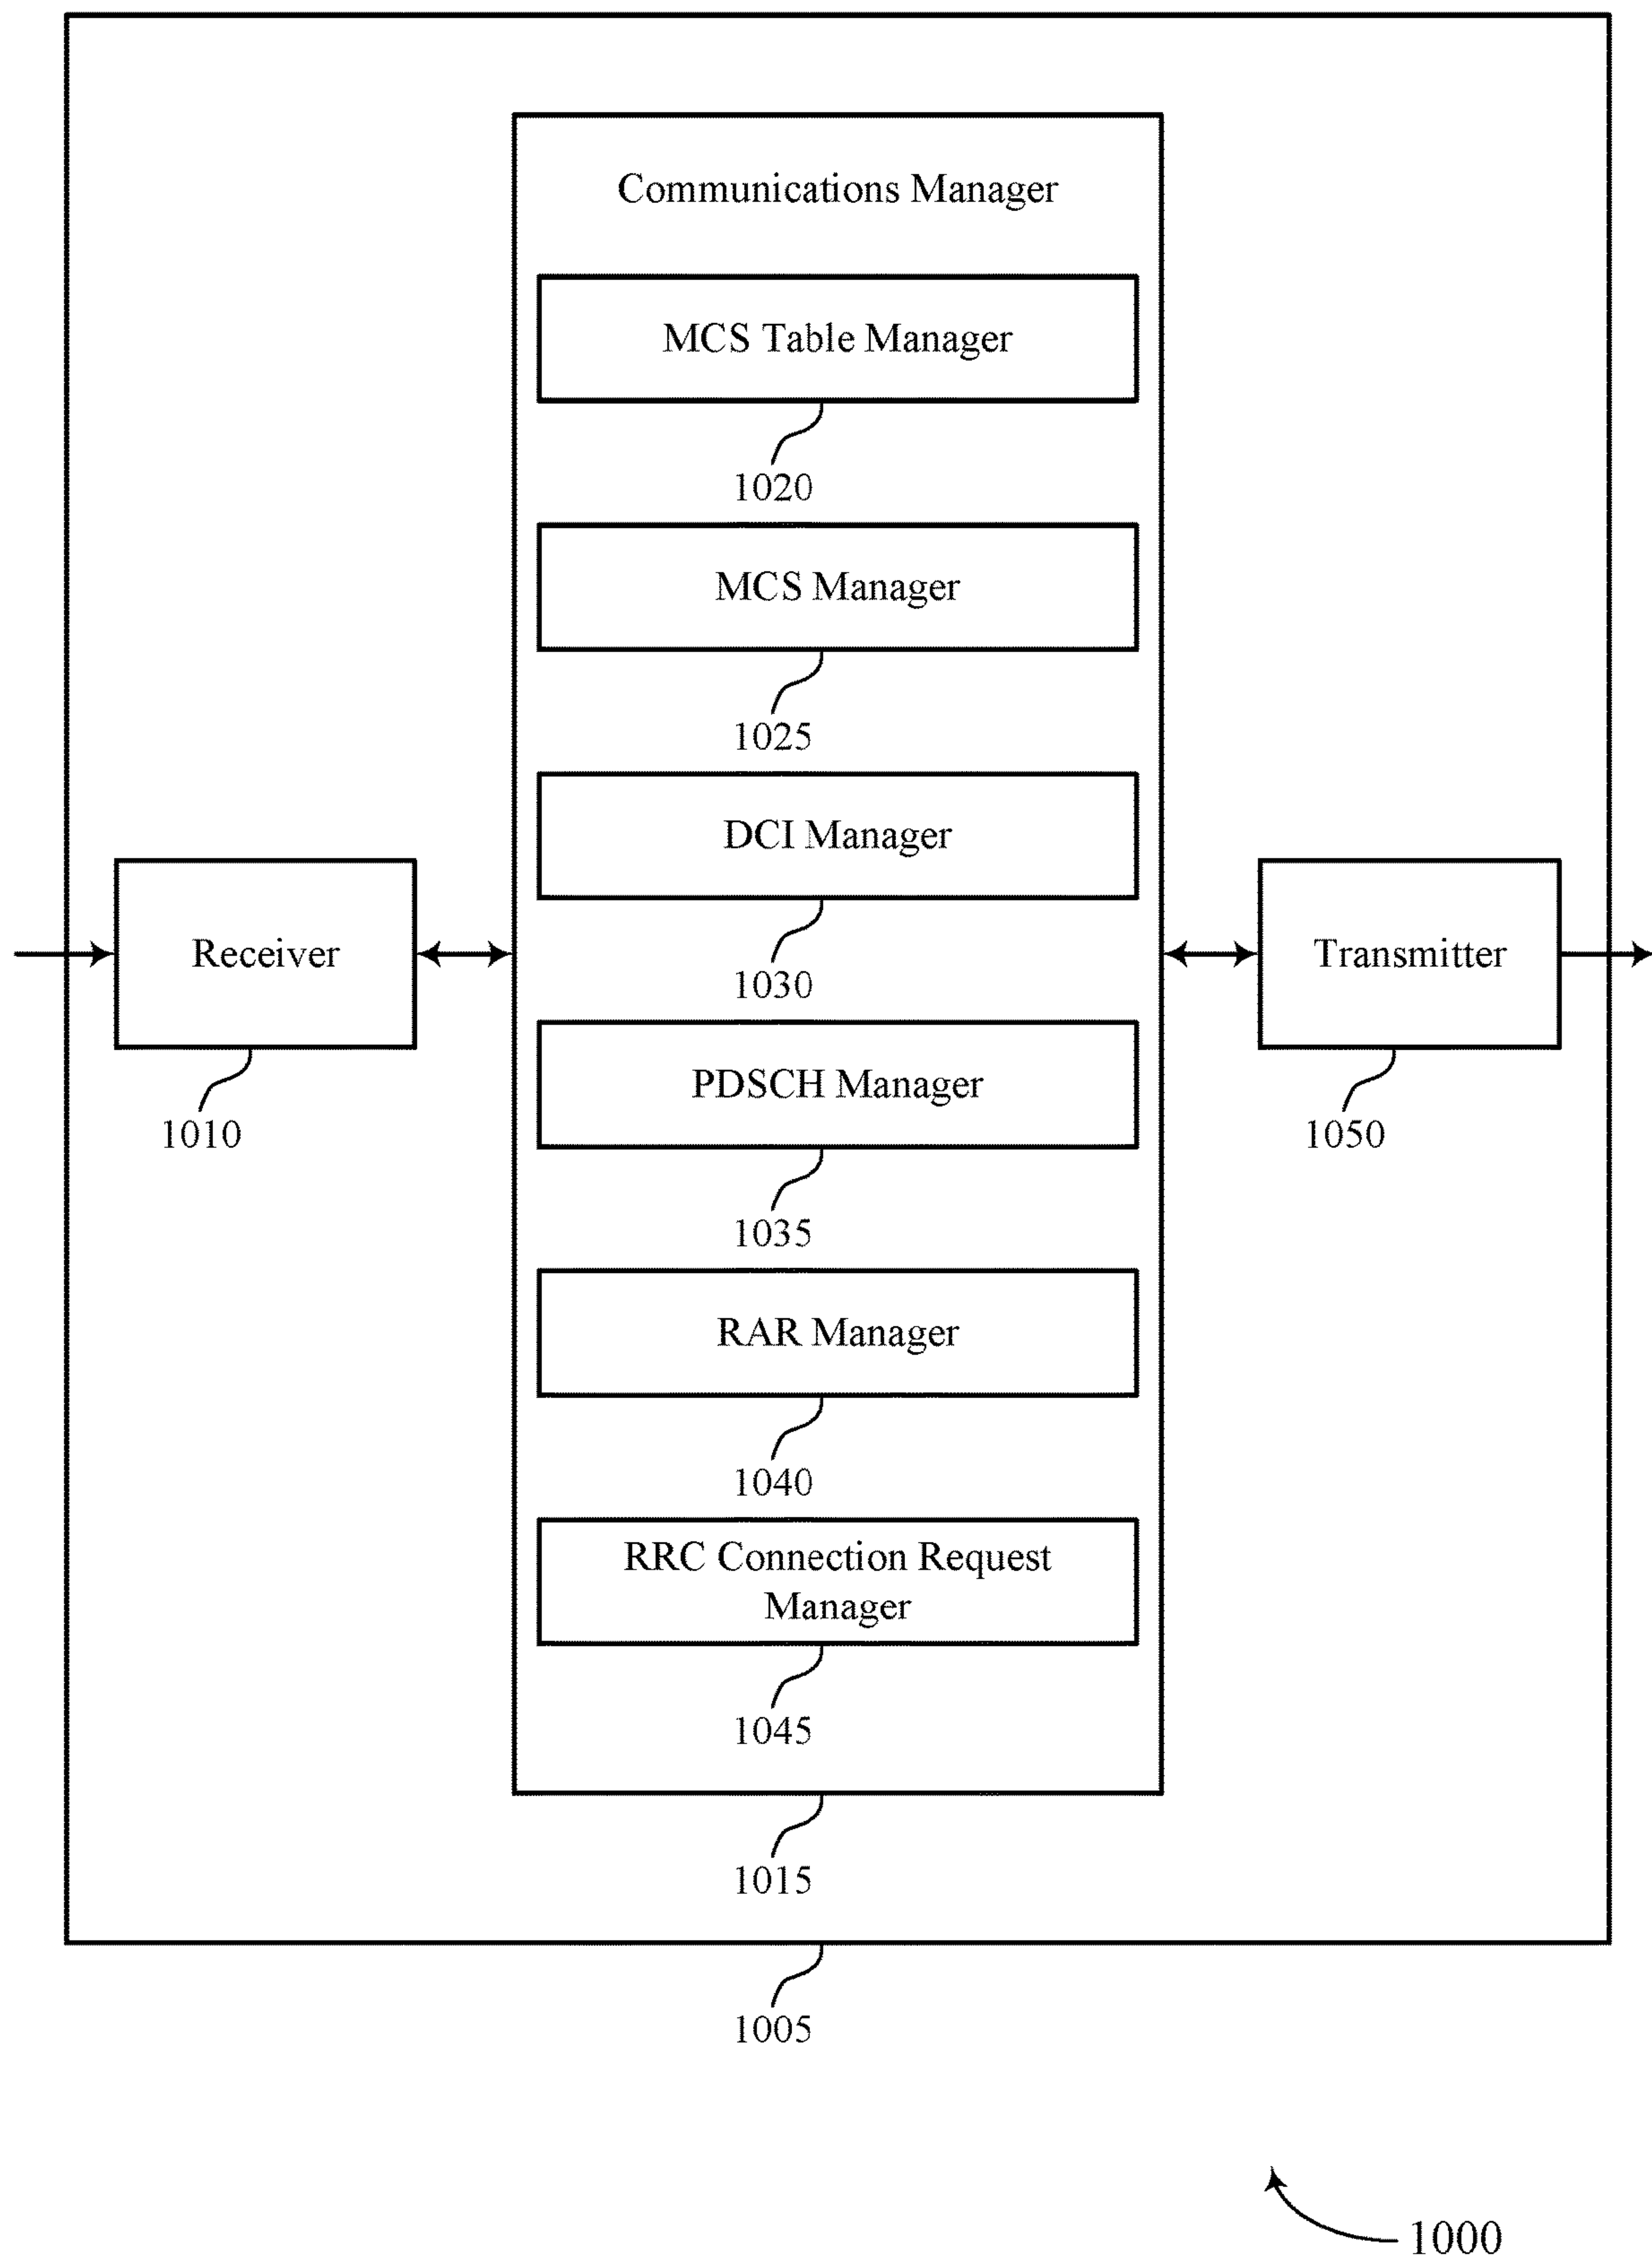 Communications Manager
MCS Table Manager
1020
MCS Manager
1025
DCI Manager
1030
Receiver
1010
Transmitter
1050
PDSCH Manager
1035
RAR Manager
1040
RRC Connection Request
Manager
1045
1015
1005
1000